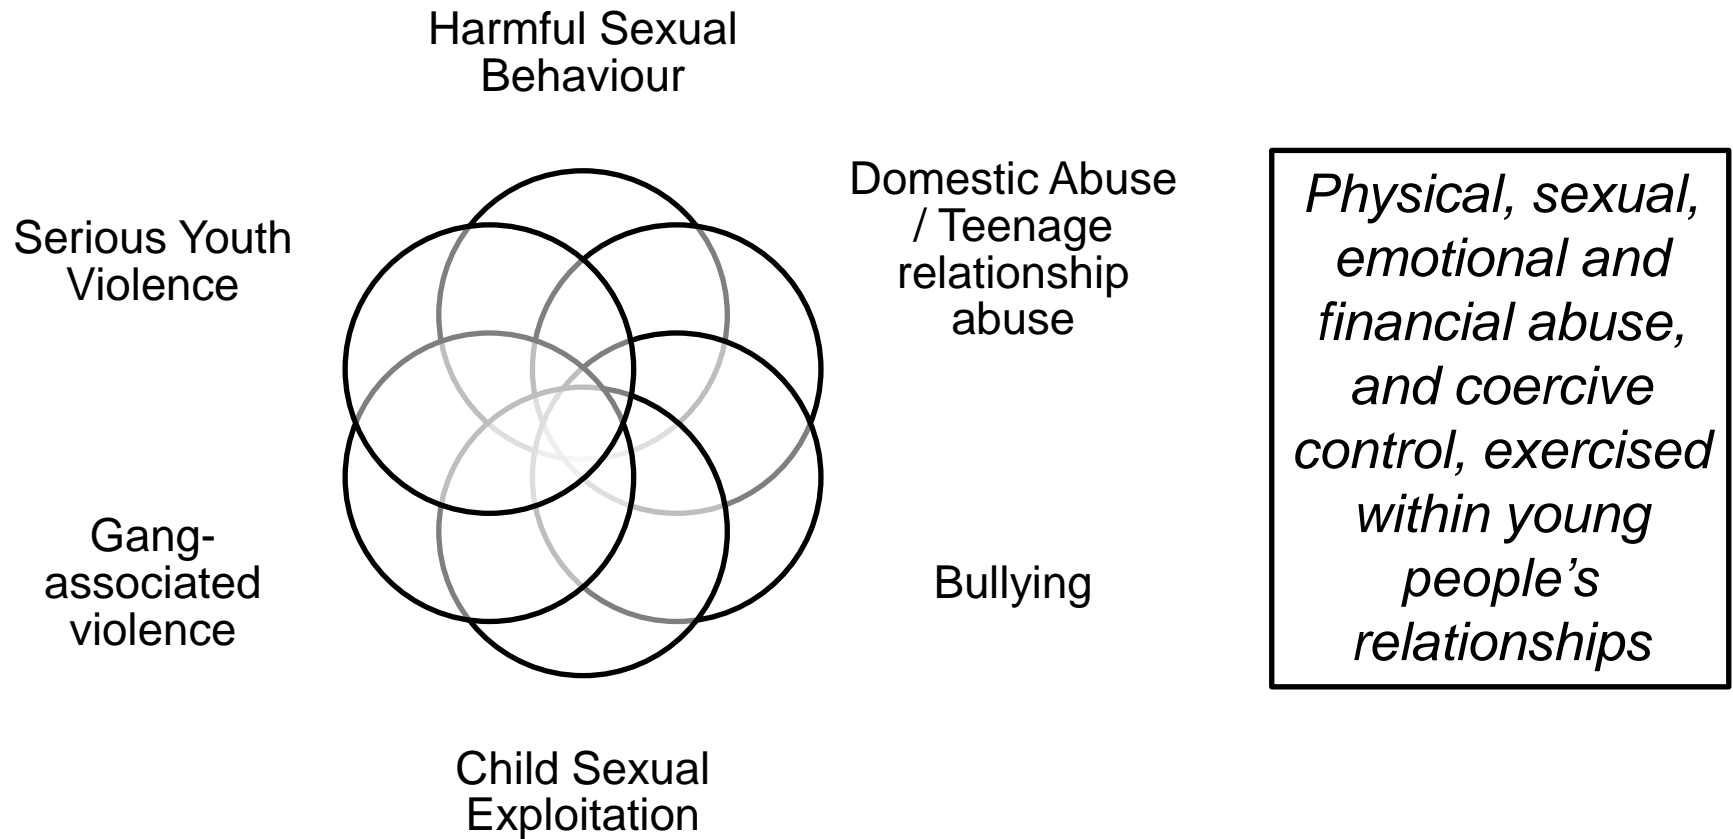 Harmful Sexual
Behaviour
Domestic Abuse
/ Teenage
relationship
abuse
Bullying
Child Sexual
Exploitation
Gang-
associated
violence
Serious Youth
Violence
Physical, sexual,
emotional and
financial abuse,
and coercive
control, exercised
within young
people’s
relationships